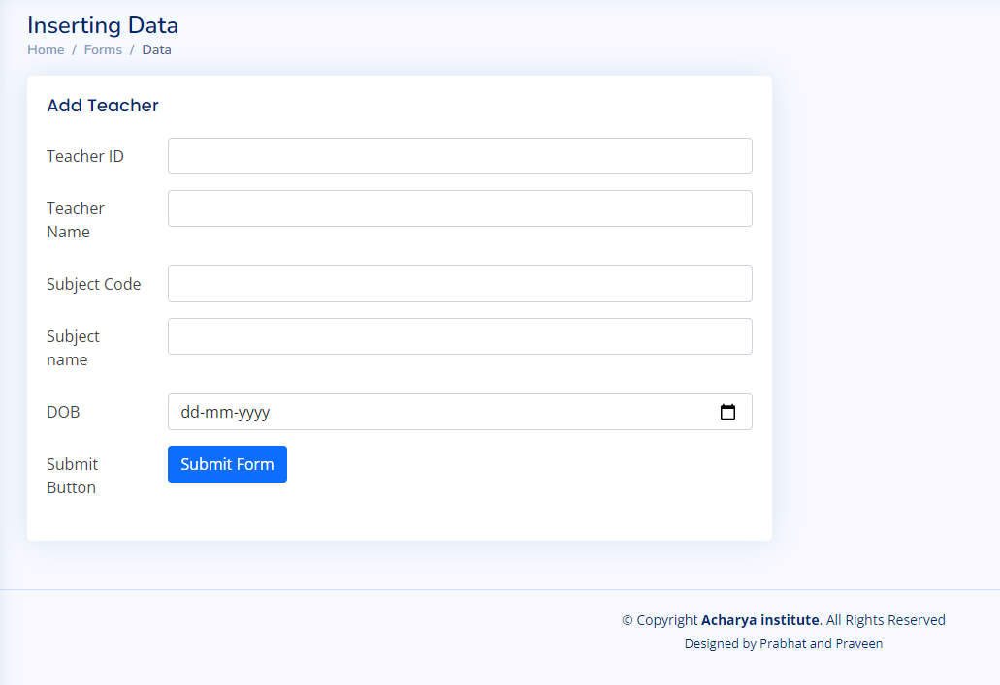 Inserting Data
Home / Forms / Data
Add Teacher
Teacher ID
Teacher
Name
Subject Code
Subject
name
DOB dd-mm-yyyy
Submit Submit Form
Button
© Copyright Acharya institute. All Rights Reserved
Designed by Prabhat and Praveen